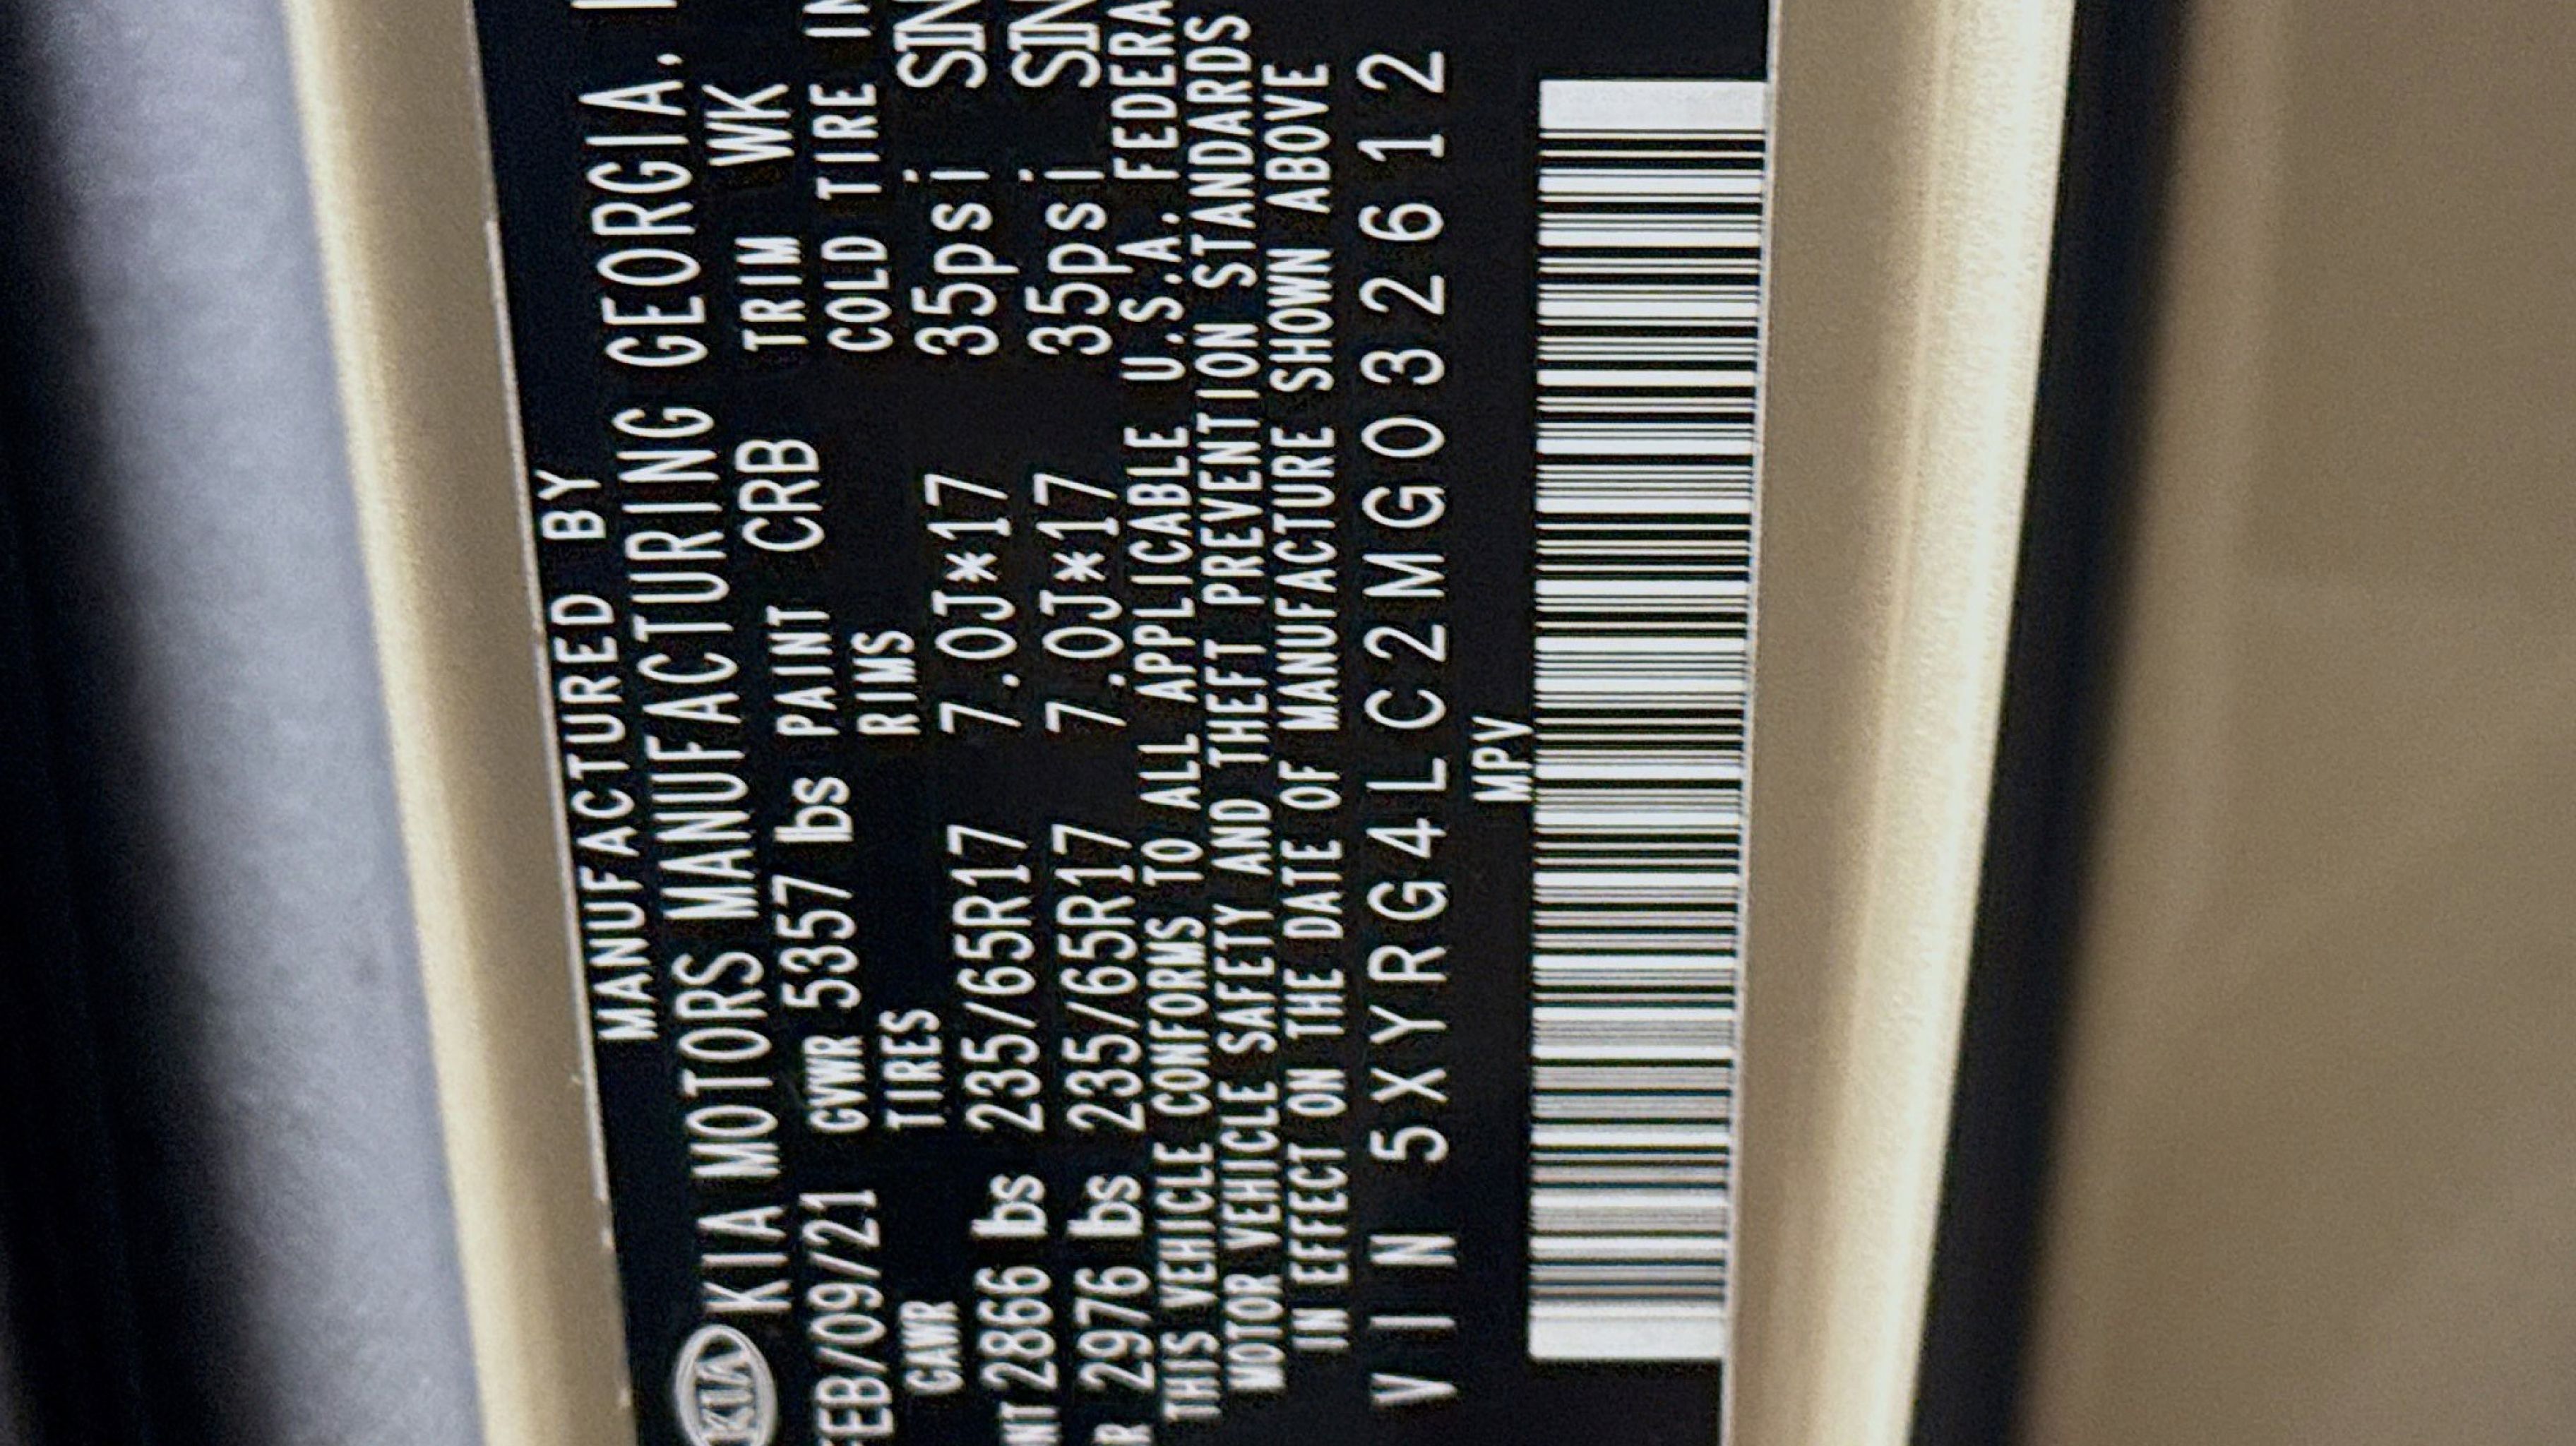 MANUFACTURED BY
KIA KIA MOTORS MANUFACTURING GEORGIA,
FEB/09/21 GVWR 5357 lbs PAINT CRB TRIM WK
GAWR TIRES RIMS COLD TIRE
2866 lbs 235/65R17 7.0J*17 35psi
2976 lbs 235/65R17 7.0J*17 35psi
THIS VEHICLE CONFORMS TO ALL APPLICABLE U.S.A. FEDERA
MOTOR VEHICLE SAFETY AND THEFT PREVENTION STANDARDS
IN EFFECT ON THE DATE OF MANUFACTURE SHOWN ABOVE
VIN 5XYRG4LC2MG032612
MPV